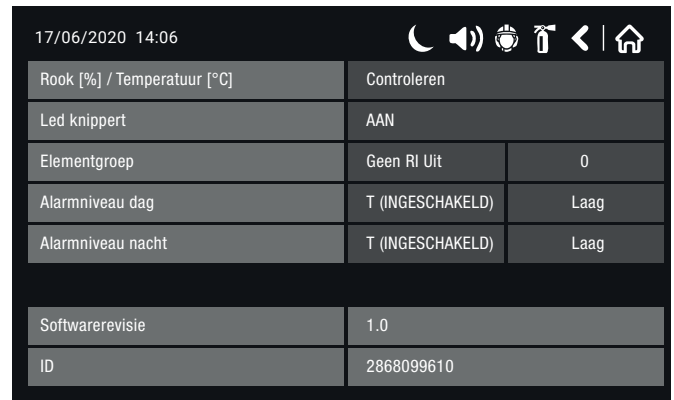 17/06/2020 14:06
Rook [%] / Temperatuur [°C] Controleren
Led knippert AAN
Elementgroep Geen RI Uit 0
Alarmniveau dag T (INGESCHAKELD) Laag
Alarmniveau nacht T (INGESCHAKELD) Laag
Softwarerevisie 1.0
ID 2868099610